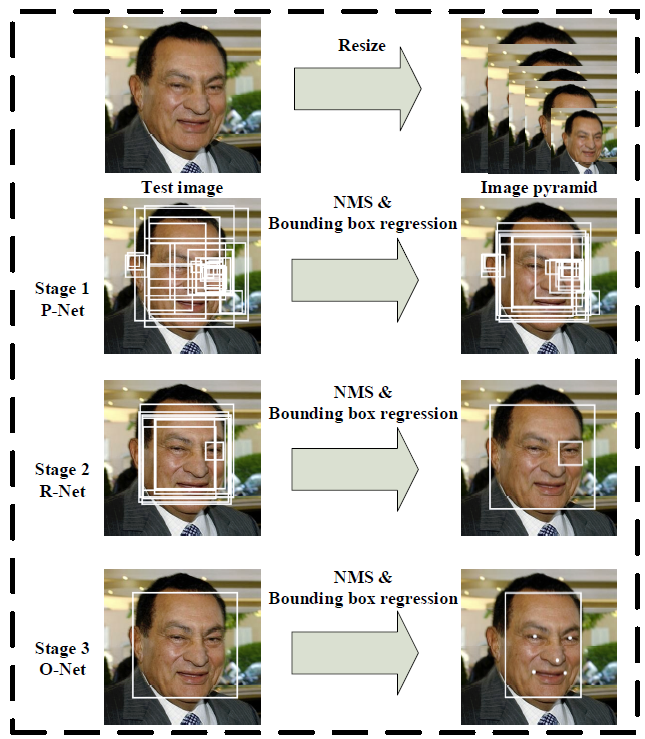 Resize
Test image
Image pyramid
NMS &
Bounding box regression
Stage 1
P-Net
NMS &
Bounding box regression
Stage 2
R-Net
NMS &
Bounding box regression
Stage 3
O-Net